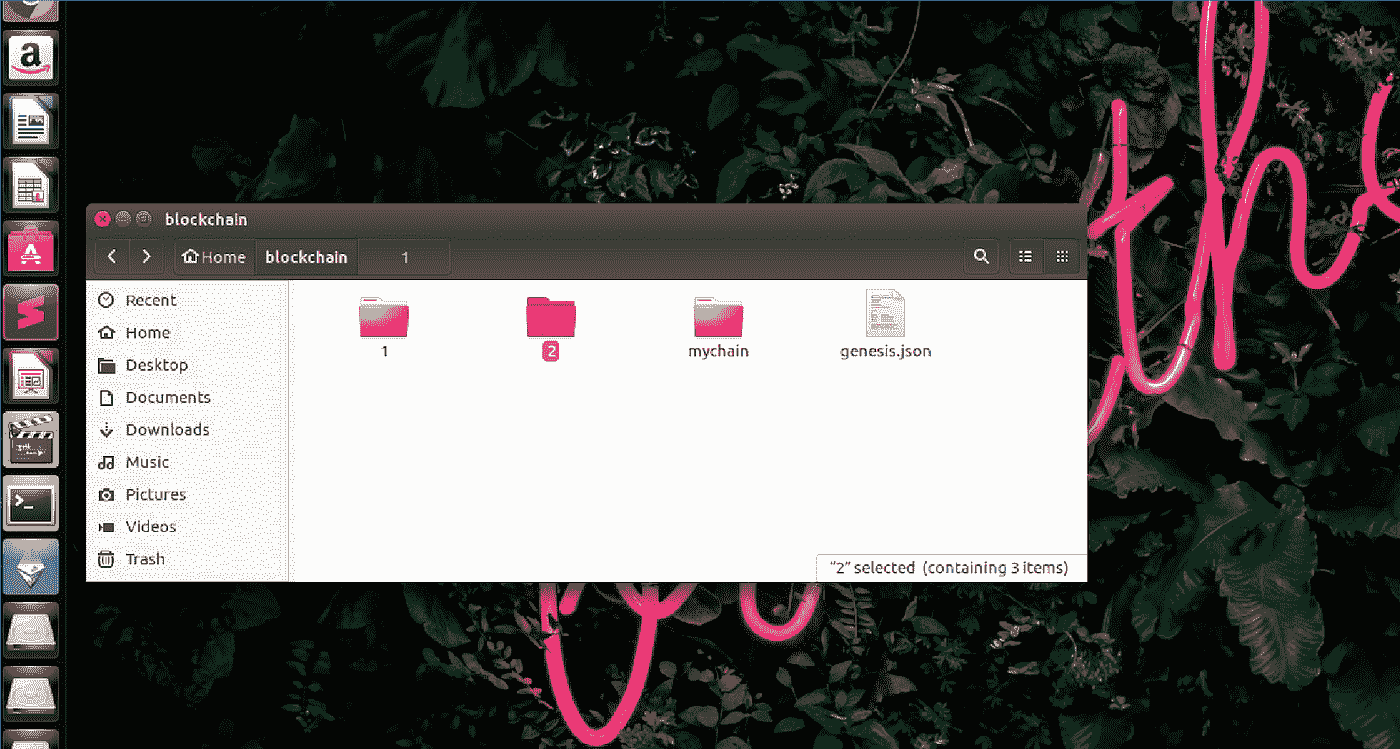 a
blockchain
Home
blockchain
1
Recent
Home
Desktop
Documents
Downloads
Music
Pictures
Videos
Trash
1
2
mychain
genesis.json
"2" selected (containing 3 items)